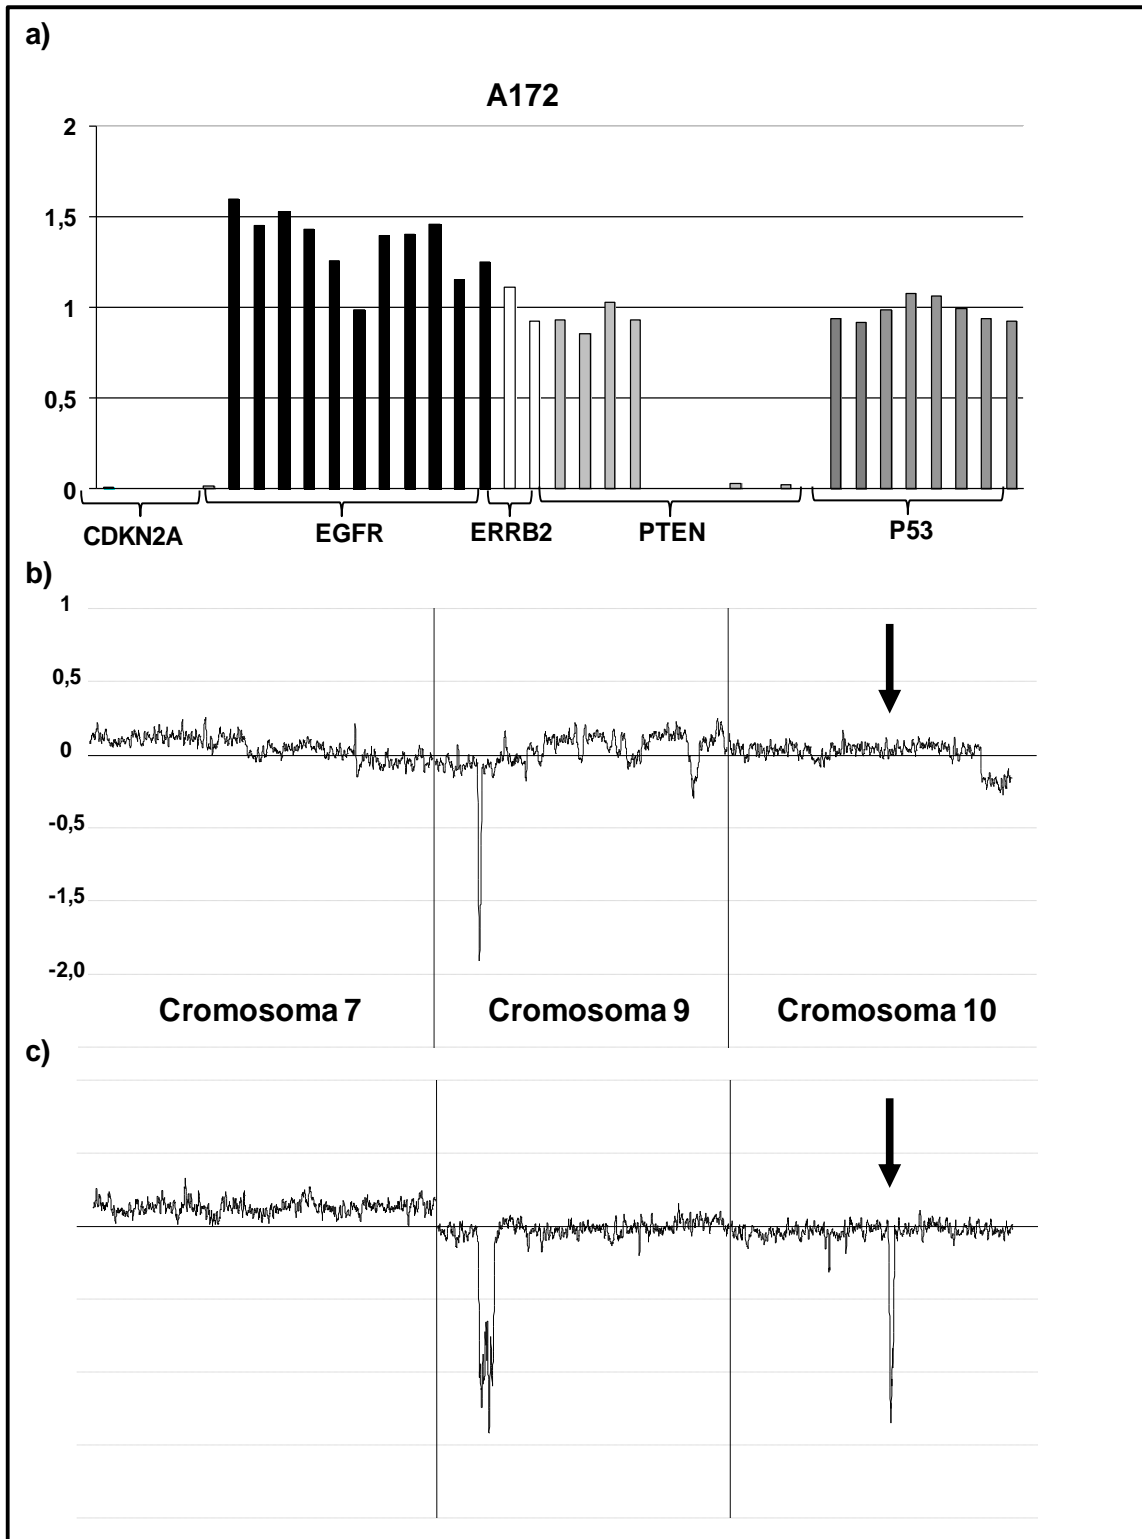 a)
A172
2
1,5
1
0,5
0
CDKN2A EGFR ERRB2 PTEN P53
b)
1
0,5
0
-0,5
-1,5
-2,0
Cromosoma 7 Cromosoma 9 Cromosoma 10
c)